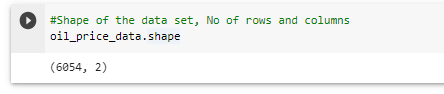 #Shape of the data set, No of rows and columns
oil_price_data.shape
(6054, 2)